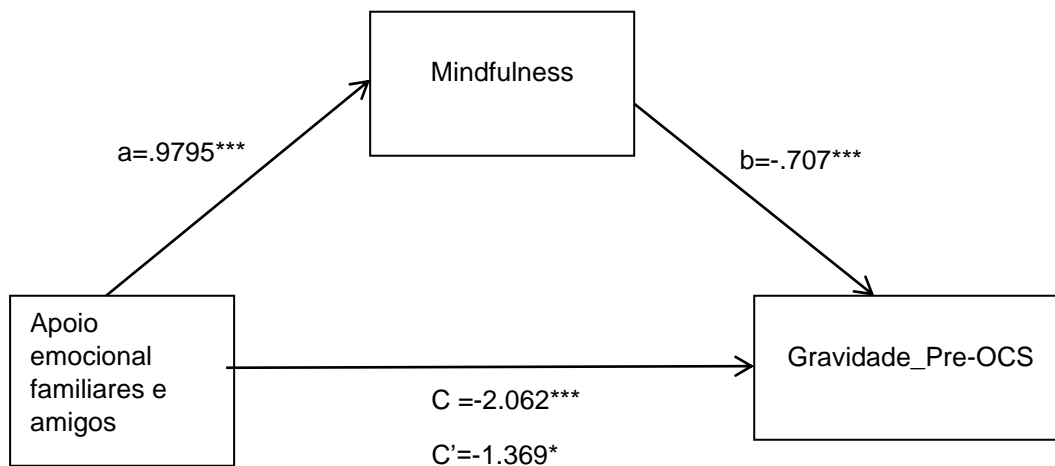 Mindfulness
a=.9795***
b=-.707***
Apoio
emocional
familiares e
amigos
Gravidade_Pre-OCS
C =-2.062***
C’=-1.369*